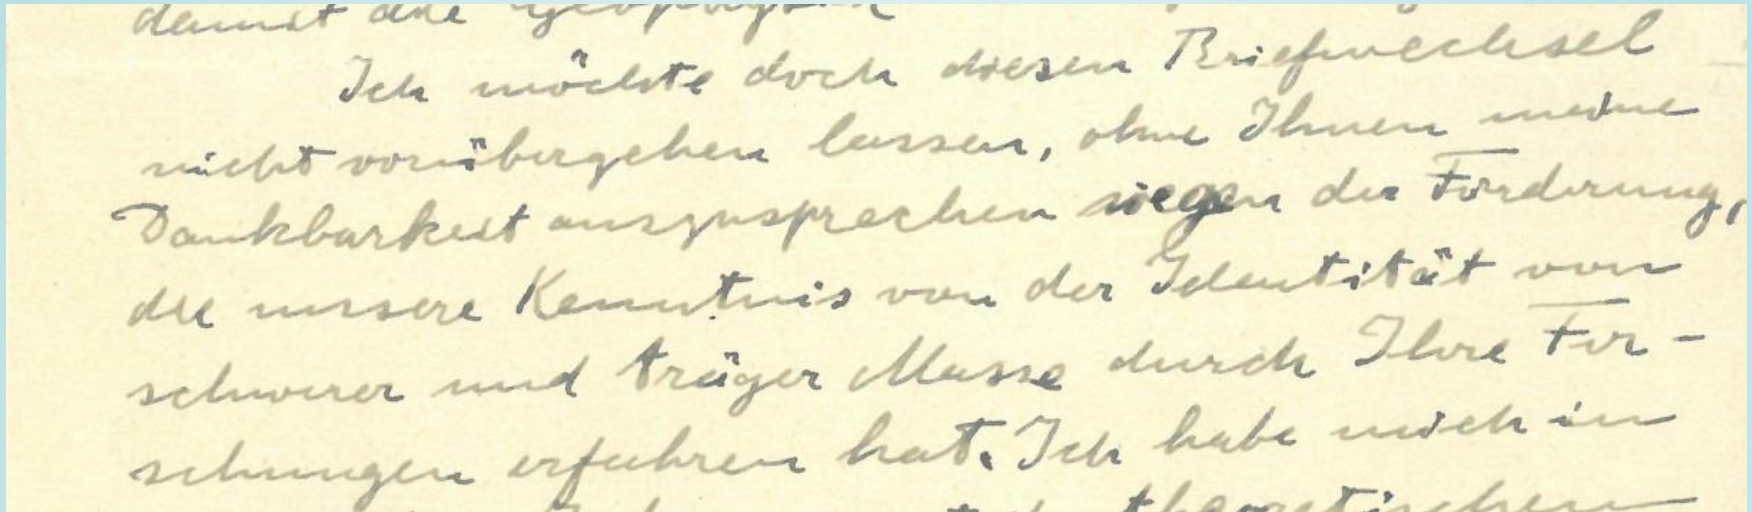 damit die Geophysik
Ich möchte doch diesen Briefwechsel
nicht vorübergehen lassen, ohne Ihnen meine
Dankbarkeit auszusprechen wegen der Förderung,
die unsere Kenntnis von der Identität von
schwerer und träger Masse durch Ihre For-
schungen erfahren hat. Ich habe mich in
theoretischen